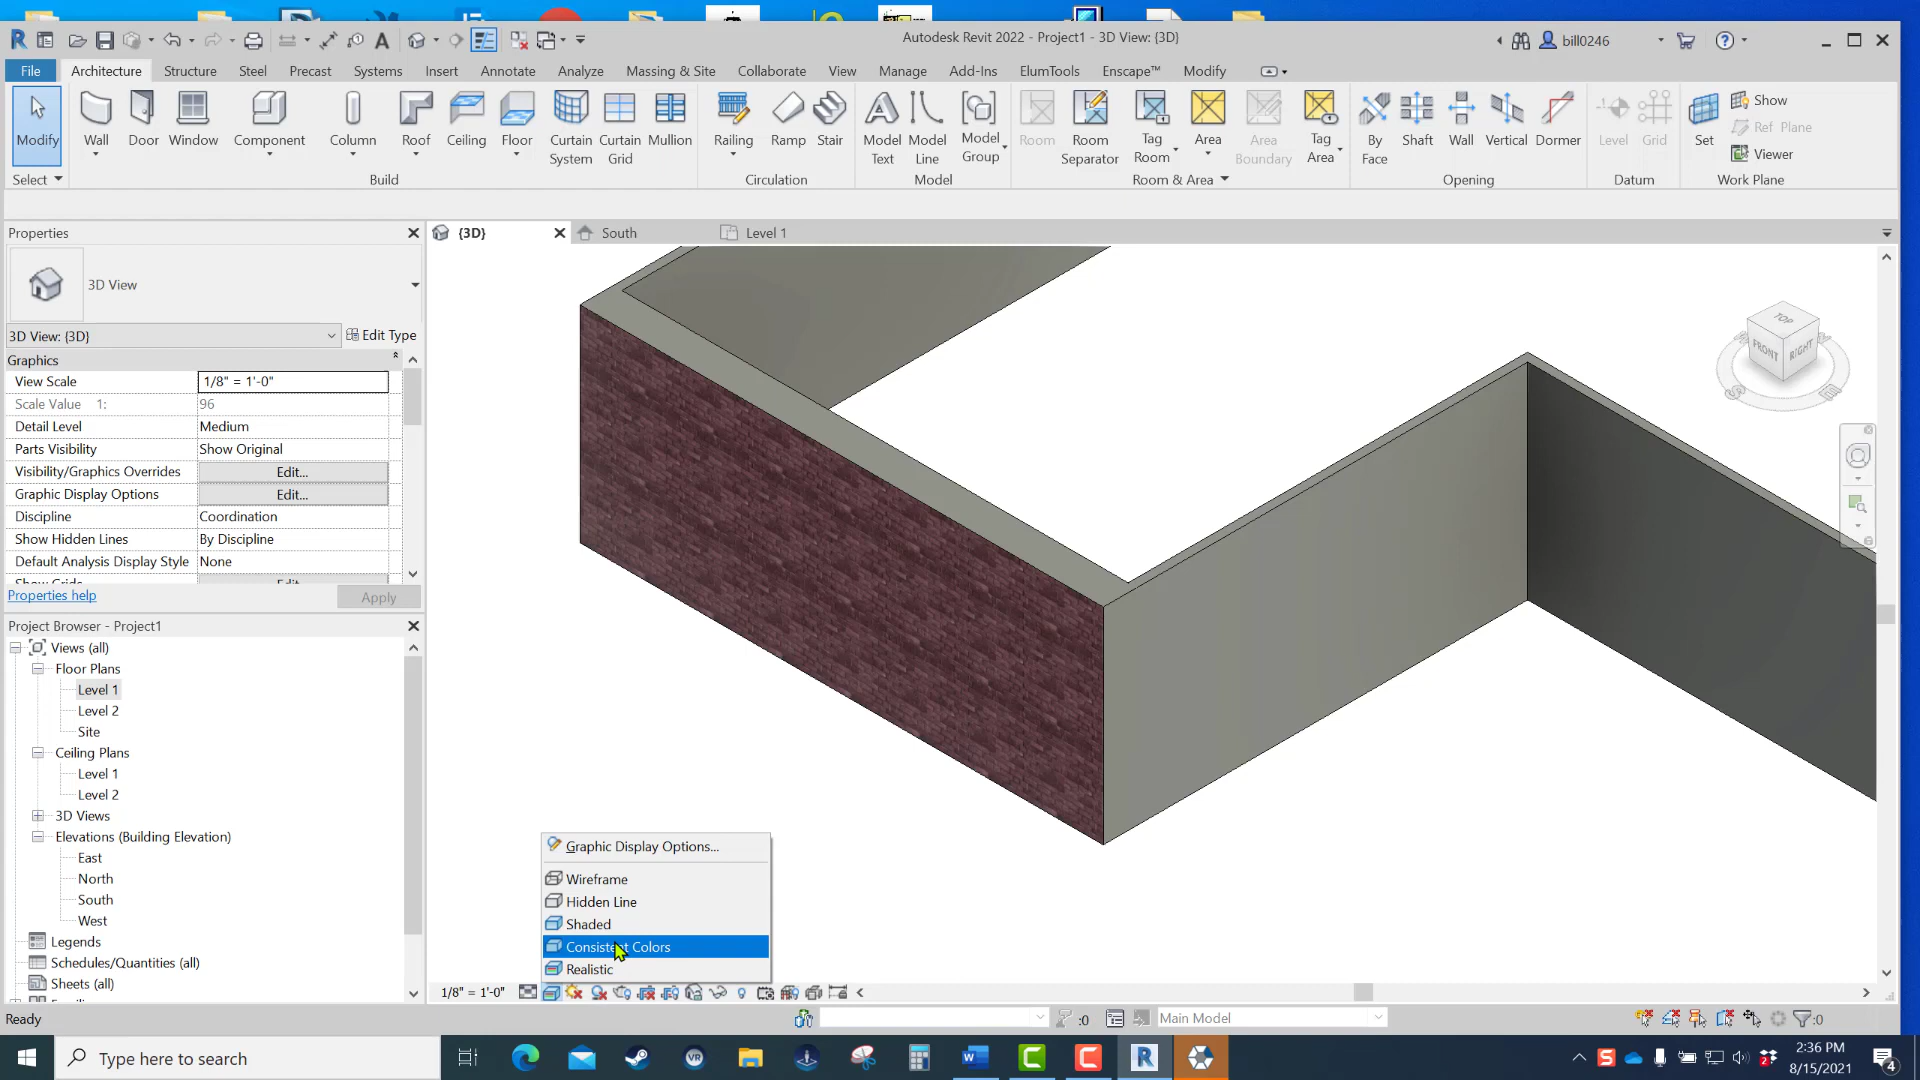 Autodesk Revit 2022 - Project1 - 3D View: {3D}
bill0246
File Architecture Structure Steel Precast Systems Insert Annotate Analyze Massing & Site Collaborate View Manage Add-Ins ElumTools Enscape™ Modify
Modify Wall Door Window Component Column Roof Ceiling Floor Curtain System Curtain Grid Mullion Railing Ramp Stair Model Text Model Line Model Group Room Room Separator Tag Room Area Area Boundary Tag Area By Face Shaft Wall Vertical Dormer Level Grid Set Show Ref Plane Viewer
Select Build Circulation Model Room & Area Opening Datum Work Plane
Properties
{3D} South Level 1
3D View
3D View: {3D} Edit Type
Graphics
View Scale 1/8" = 1'-0"
Scale Value 1: 96
Detail Level Medium
Parts Visibility Show Original
Visibility/Graphics Overrides Edit...
Graphic Display Options Edit...
Discipline Coordination
Show Hidden Lines By Discipline
Default Analysis Display Style None
Show Grids Edit...
Properties help Apply
TOP
FRONT RIGHT
S E
Project Browser - Project1
Views (all)
Floor Plans
Level 1
Level 2
Site
Ceiling Plans
Level 1
Level 2
3D Views
Elevations (Building Elevation)
East
North
South
West
Legends
Schedules/Quantities (all)
Sheets (all)
Graphic Display Options...
Wireframe
Hidden Line
Shaded
Consistent Colors
Realistic
1/8" = 1'-0"
Ready
:0
Main Model
:0
Type here to search
VR
2:36 PM
8/15/2021
4